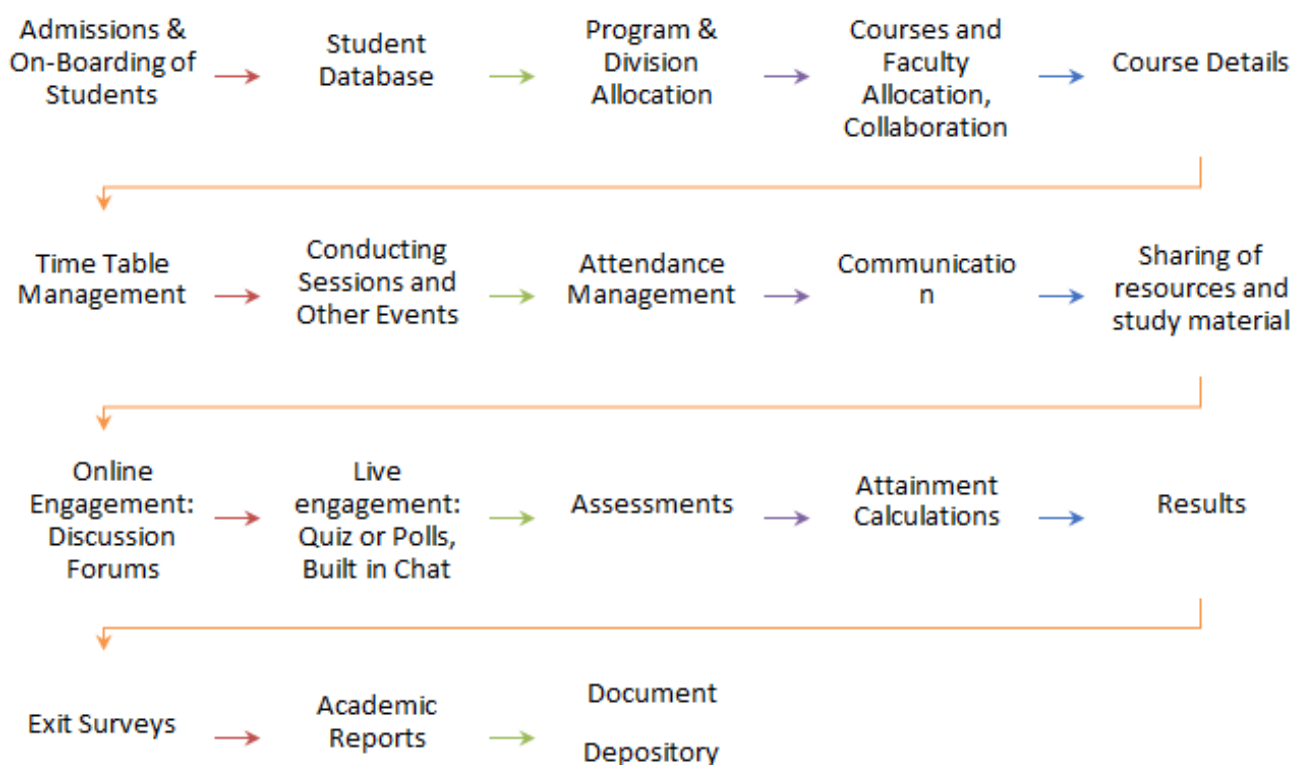 Admissions &
On-Boarding of
Students
Student
Database
Program &
Division
Allocation
Courses and
Faculty
Allocation,
Collaboration
Course Details
Time Table
Management
Conducting
Sessions and
Other Events
Attendance
Management
Communicatio
n
Sharing of
resources and
study material
Online
Engagement:
Discussion
Forums
Live
engagement:
Quiz or Polls,
Built in Chat
Assessments
Attainment
Calculations
Results
Exit Surveys
Academic
Reports
Document
Depository